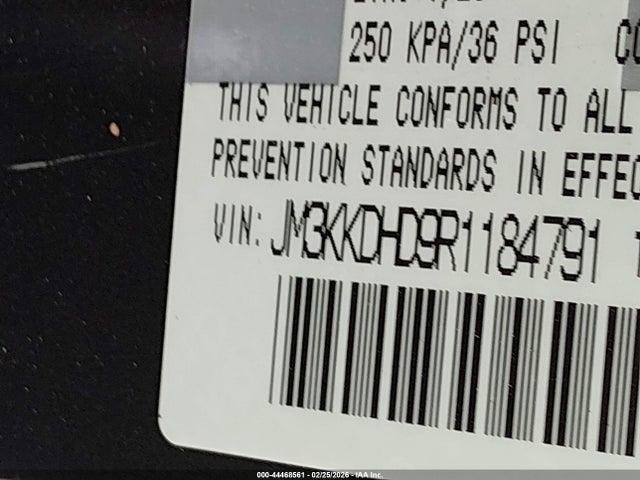 250 KPA/36 PSI
THIS VEHICLE CONFORMS TO ALL
PREVENTION STANDARDS IN EFFEC
VIN: JM3KKDHD9R1184791
000-44468561 - 02/25/2026 - IAA Inc.